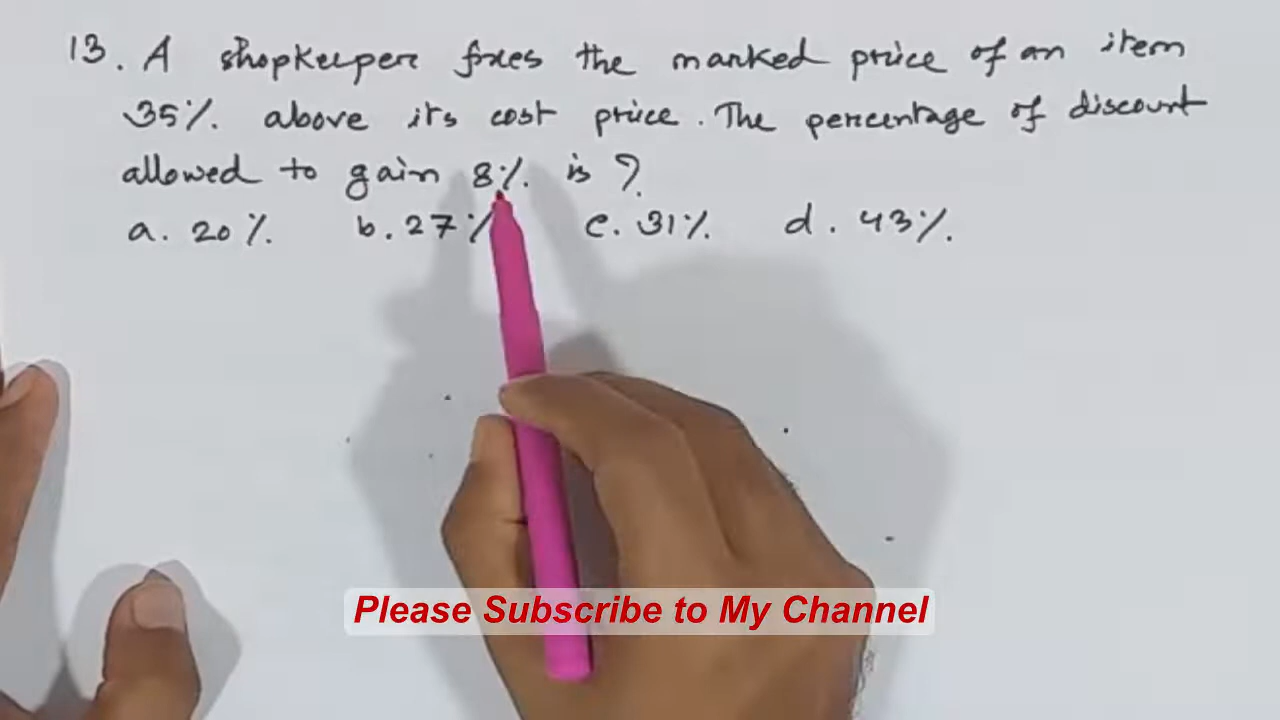 13. A shopkeeper fixes the marked price of an item
35%. above its cost price. The percentage of discount
allowed to gain 8%. is ?
a. 20%. b. 27% c. 31%. d. 43%.
Please Subscribe to My Channel